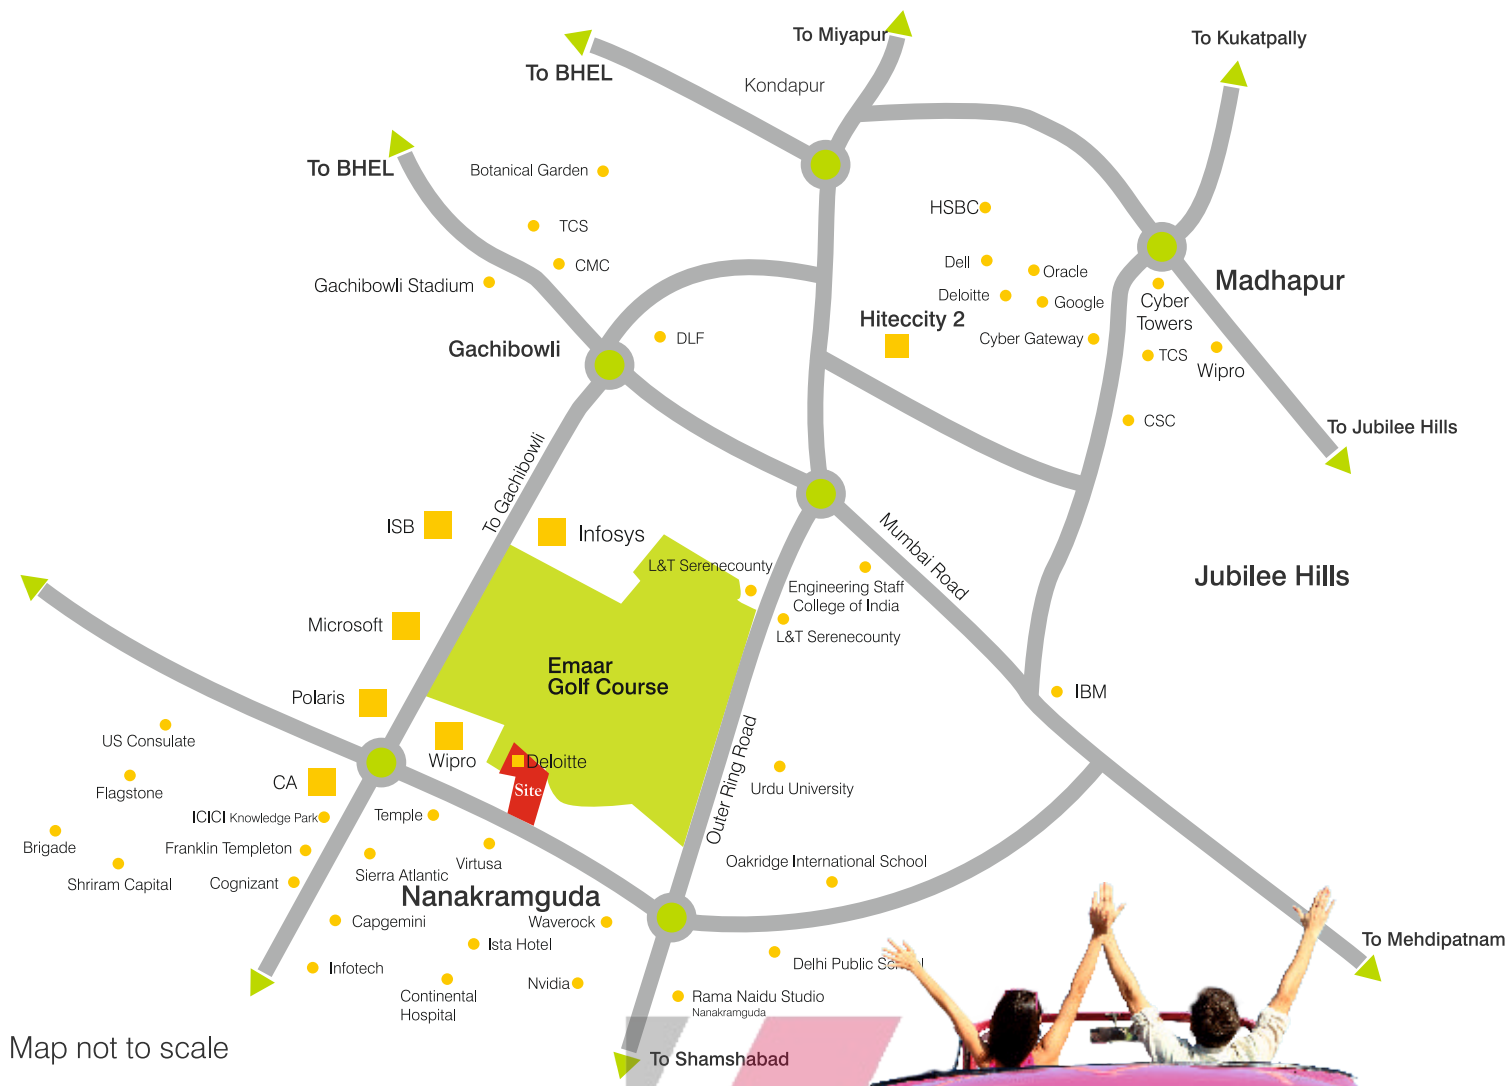 To Miyapur
To Kukatpally
To BHEL
Kondapur
To BHEL
Botanical Garden
TCS
CMC
Gachibowli Stadium
HSBC
Dell
Oracle
Deloitte
Google
Madhapur
Cyber
Towers
Hiteccity 2
Cyber Gateway
TCS
Wipro
Gachibowli
DLF
CSC
To Jubilee Hills
To Gachibowli
ISB
Infosys
Mumbai Road
L&T Serenecounty
Engineering Staff
College of India
Jubilee Hills
L&T Serenecounty
Microsoft
Emaar
Golf Course
IBM
Polaris
US Consulate
Wipro
Deloitte
Outer Ring Road
CA
Site
Urdu University
Flagstone
ICICI Knowledge Park
Temple
Brigade
Franklin Templeton
Virtusa
Oakridge International School
Shriram Capital
Cognizant
Sierra Atlantic
Nanakramguda
Capgemini
Waverock
Ista Hotel
To Mehdipatnam
Infotech
Delhi Public School
Nvidia
Continental
Hospital
Rama Naidu Studio
Nanakramguda
Map not to scale
To Shamshabad